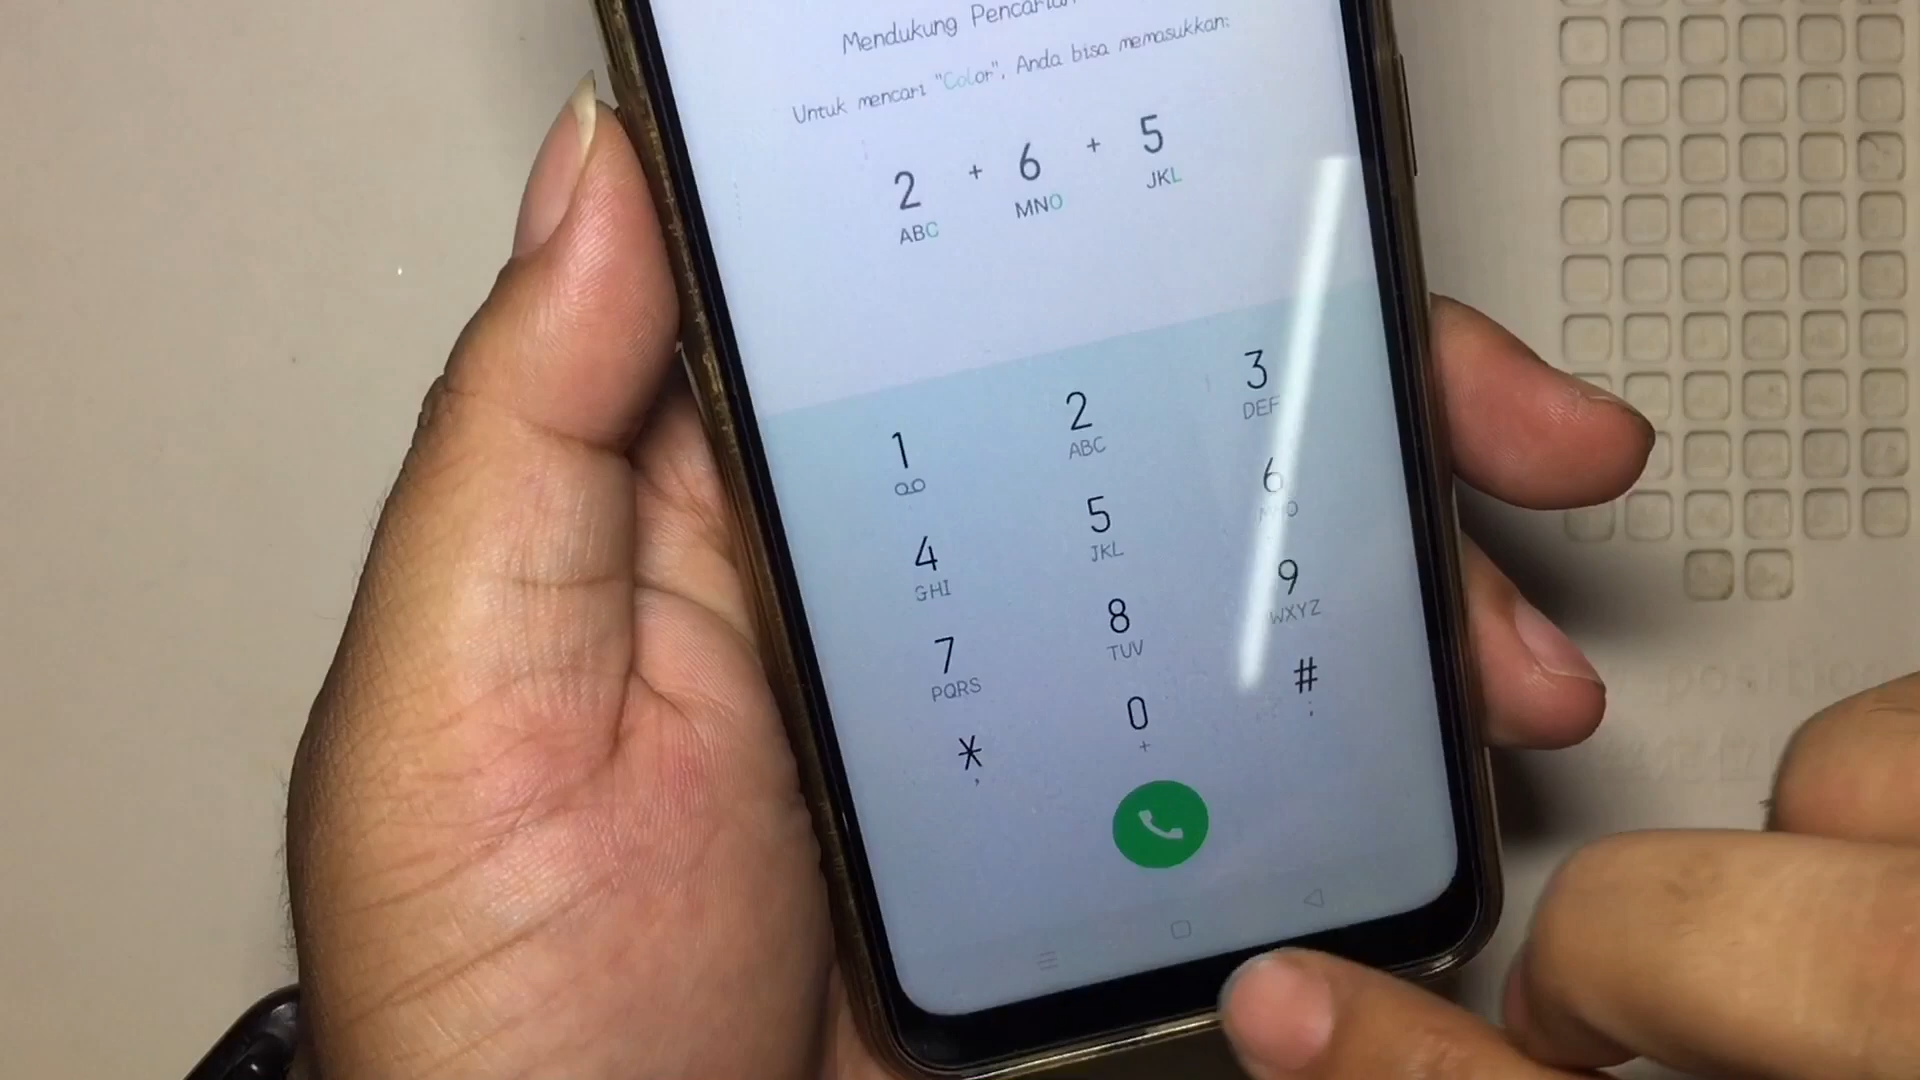 Mendukung
Untuk mencari "Color", Anda bisa memasukkan:
2 + 6 + 5
ABC MNO JKL
1 2 3
ABC DEF
4 5 6
GHI JKL
7 8 9
PQRS TUV WXYZ
* 0 #
, + ;